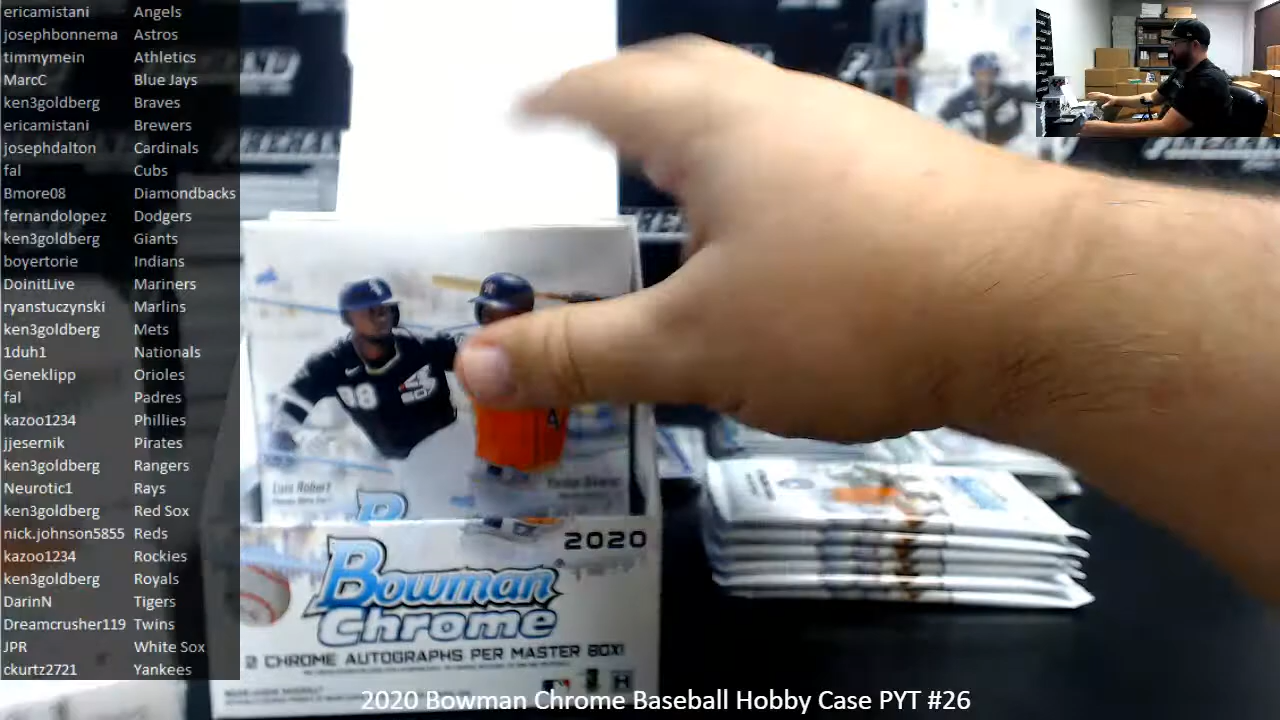 ericamistani Angels
josephbonnema Astros
timmymein Athletics
MarcC Blue Jays
ken3goldberg Braves
ericamistani Brewers
josephdalton Cardinals
fal Cubs
Bmore08 Diamondbacks
fernandolopez Dodgers
ken3goldberg Giants
boyertorie Indians
DoinitLive Mariners
ryanstuczynski Marlins
ken3goldberg Mets
1duh1 Nationals
Geneklipp Orioles
fal Padres
kazoo1234 Phillies
jjesernik Pirates
ken3goldberg Rangers
Neurotic1 Rays
ken3goldberg Red Sox
nick.johnson5855 Reds
kazoo1234 Rockies
ken3goldberg Royals
DarinN Tigers
Dreamcrusher119 Twins
JPR White Sox
ckurtz2721 Yankees
98
SOX
Luis Robert
2020
Bowman
Chrome
2 CHROME AUTOGRAPHS PER MASTER BOX!
2020 Bowman Chrome Baseball Hobby Case PYT #26